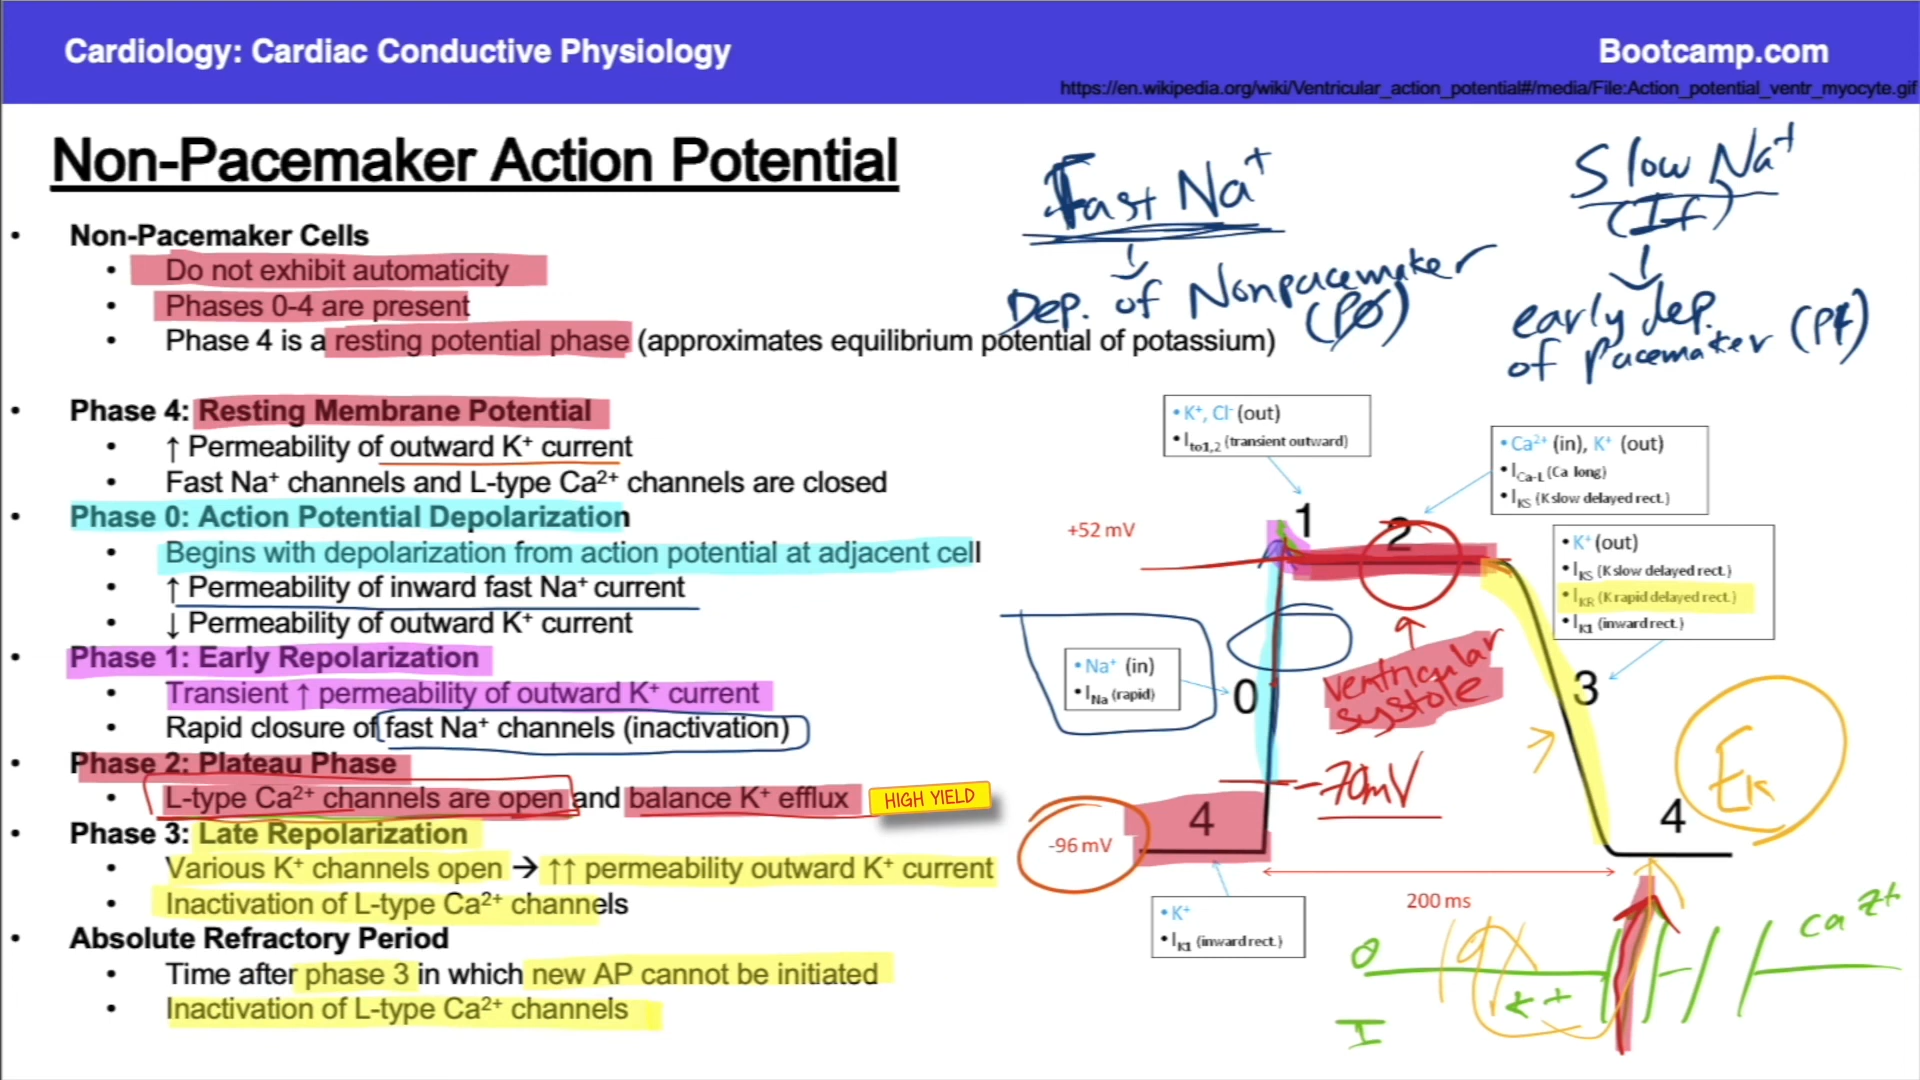 Cardiology: Cardiac Conductive Physiology
Bootcamp.com
https://en.wikipedia.org/wiki/Ventricular_action_potential#/media/File:Action_potential_ventr_myocyte.gif
Non-Pacemaker Action Potential
• Non-Pacemaker Cells
• Do not exhibit automaticity
• Phases 0-4 are present
• Phase 4 is a resting potential phase (approximates equilibrium potential of potassium)
• Phase 4: Resting Membrane Potential
• ↑ Permeability of outward K⁺ current
• Fast Na⁺ channels and L-type Ca²⁺ channels are closed
• Phase 0: Action Potential Depolarization
• Begins with depolarization from action potential at adjacent cell
• ↑ Permeability of inward fast Na⁺ current
• ↓ Permeability of outward K⁺ current
• Phase 1: Early Repolarization
• Transient ↑ permeability of outward K⁺ current
• Rapid closure of fast Na⁺ channels (inactivation)
• Phase 2: Plateau Phase
• L-type Ca²⁺ channels are open and balance K⁺ efflux
HIGH YIELD
• Phase 3: Late Repolarization
• Various K⁺ channels open → ↑↑ permeability outward K⁺ current
• Inactivation of L-type Ca²⁺ channels
• Absolute Refractory Period
• Time after phase 3 in which new AP cannot be initiated
• Inactivation of L-type Ca²⁺ channels
Fast Na⁺
Dep. of Nonpacemaker
(PØ)
Slow Na⁺
(If)
early dep.
of pacemaker (P4)
• K⁺, Cl⁻ (out)
• Ito1,2 (transient outward)
• Ca²⁺ (in), K⁺ (out)
• ICa-L (Ca long)
• IKS (K slow delayed rect.)
• K⁺ (out)
• IKS (K slow delayed rect.)
• IKR (K rapid delayed rect.)
• IK1 (inward rect.)
+52 mV
1
2
• Na⁺ (in)
• INa (rapid)
0
ventricular
systole
3
EK
-70mV
4
-96 mV
4
200 ms
• K⁺
• IK1 (inward rect.)
Ca2+
O
K+
I